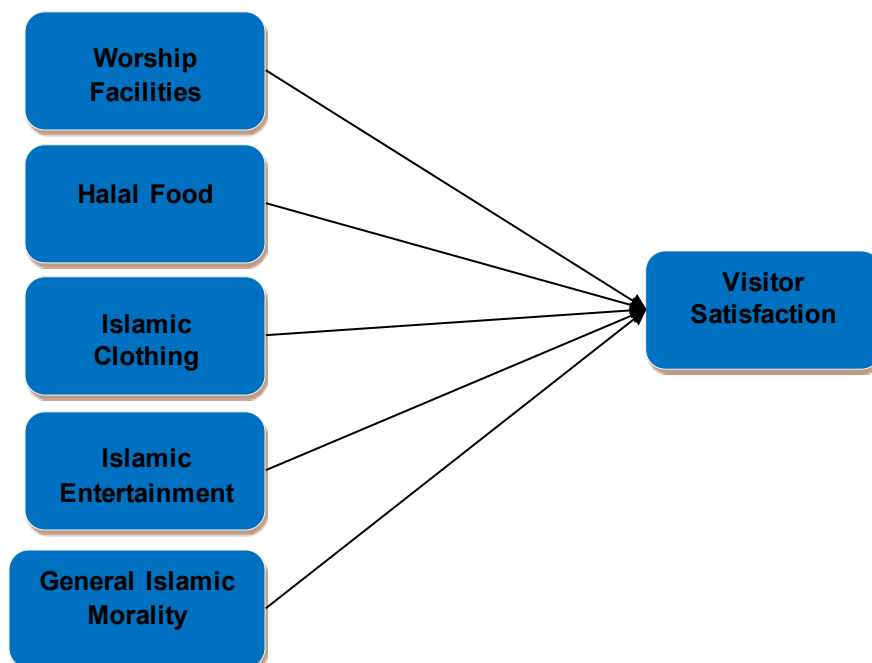 Worship
Facilities
Halal Food
Islamic
Clothing
Islamic
Entertainment
General Islamic
Morality
Visitor
Satisfaction